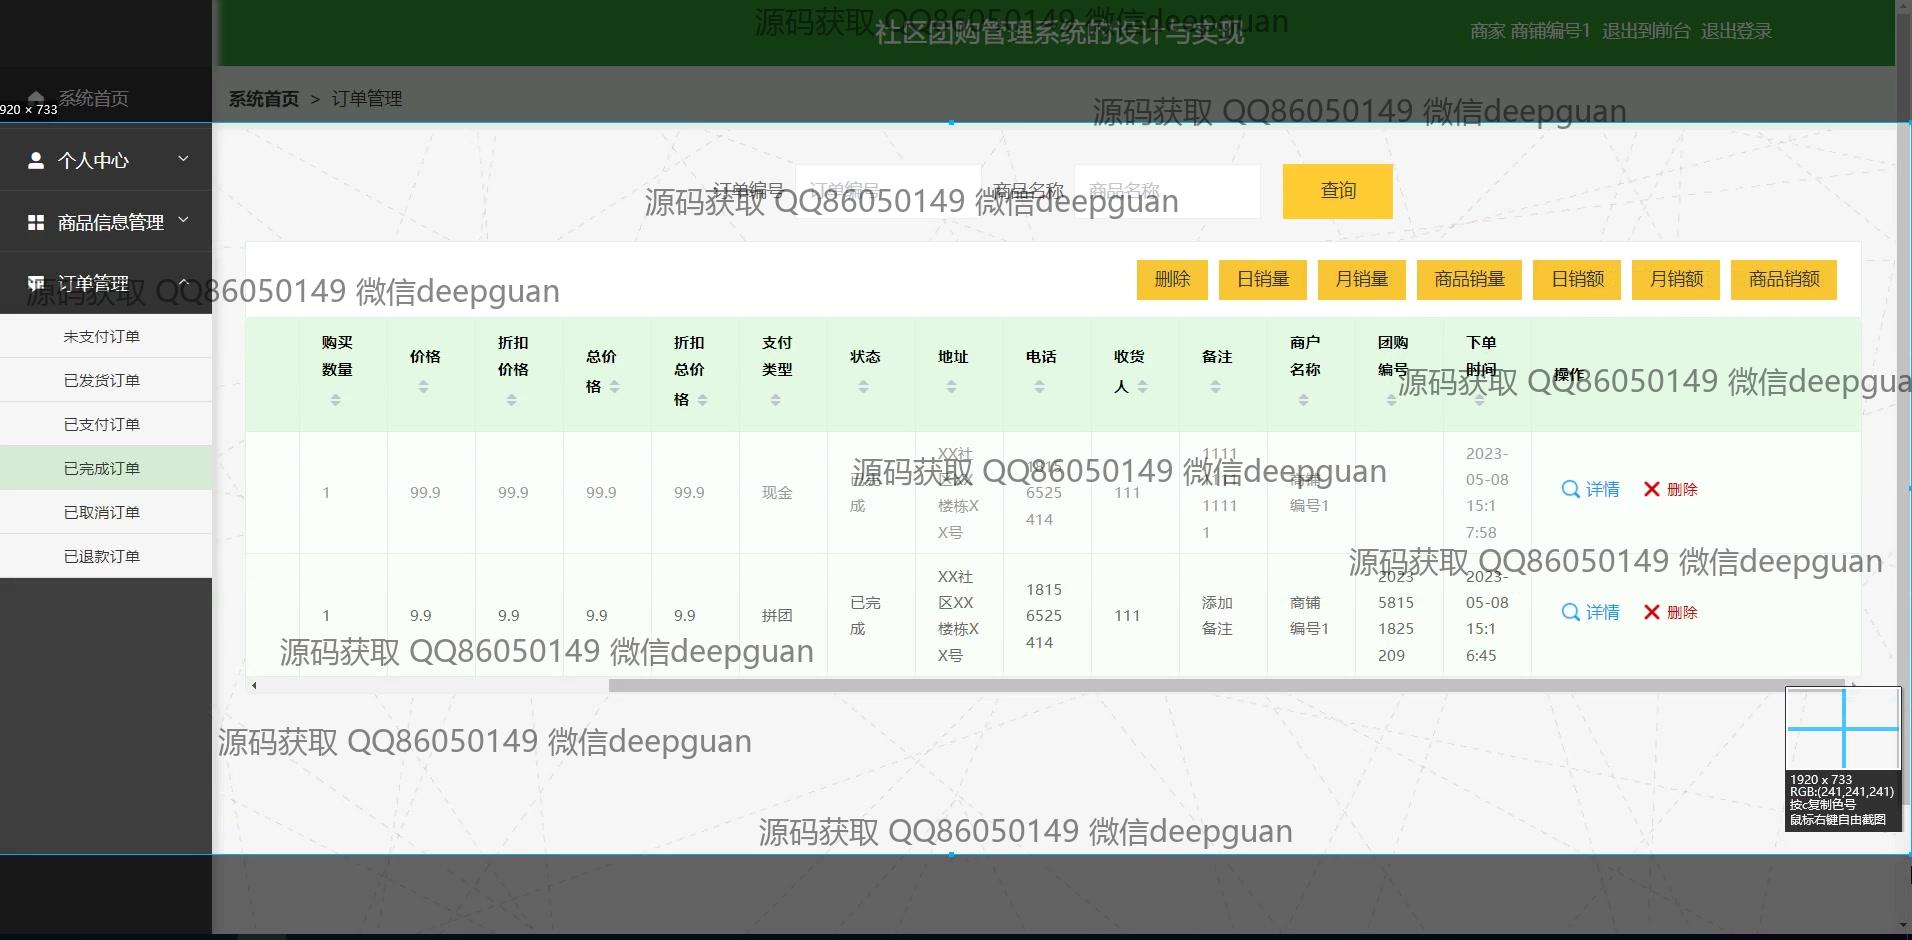 源码获取 QQ86050149 微信deepguan
社区团购管理系统的设计与实现
商家 商铺编号1 退出到前台 退出登录
系统首页
920 × 733
系统首页 > 订单管理
源码获取 QQ86050149 微信deepguan
个人中心
商品信息管理
订单管理
未支付订单
已发货订单
已支付订单
已完成订单
已取消订单
已退款订单
订单编号 订单编号 商品名称 商品名称 查询
源码获取 QQ86050149 微信deepguan
删除 日销量 月销量 商品销量 日销额 月销额 商品销额
源码获取 QQ86050149 微信deepguan
购买
数量
价格
折扣
价格
总价
格
折扣
总价
格
支付
类型
状态
地址
电话
收货
人
备注
商户
名称
团购
编号
下单
时间
操作
源码获取 QQ86050149 微信deepgua
1
99.9
99.9
99.9
99.9
现金
已完
成
XX社
区XX
楼栋X
X号
1815
6525
414
111
1111
1111
1111
1
商铺
编号1
2023-
05-08
15:1
7:58
详情
删除
源码获取 QQ86050149 微信deepguan
源码获取 QQ86050149 微信deepguan
1
9.9
9.9
9.9
9.9
拼团
已完
成
XX社
区XX
楼栋X
X号
1815
6525
414
111
添加
备注
商铺
编号1
2023
5815
1825
209
2023-
05-08
15:1
6:45
详情
删除
源码获取 QQ86050149 微信deepguan
源码获取 QQ86050149 微信deepguan
1920 x 733
RGB:(241,241,241)
按c复制色号
鼠标右键自由截图
源码获取 QQ86050149 微信deepguan